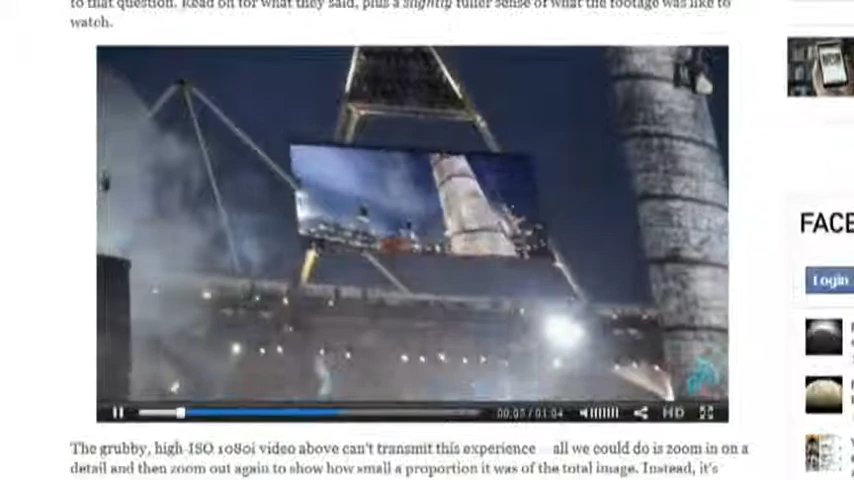 to that question. Read on for what they said, plus a slightly fuller sense of what the footage was like to
watch.
FACE
Login
00:05/01:04
HD
The grubby, high-ISO 1080i video above can't transmit this experience all we could do is zoom in on a
detail and then zoom out again to show how small a proportion it was of the total image. Instead, it's